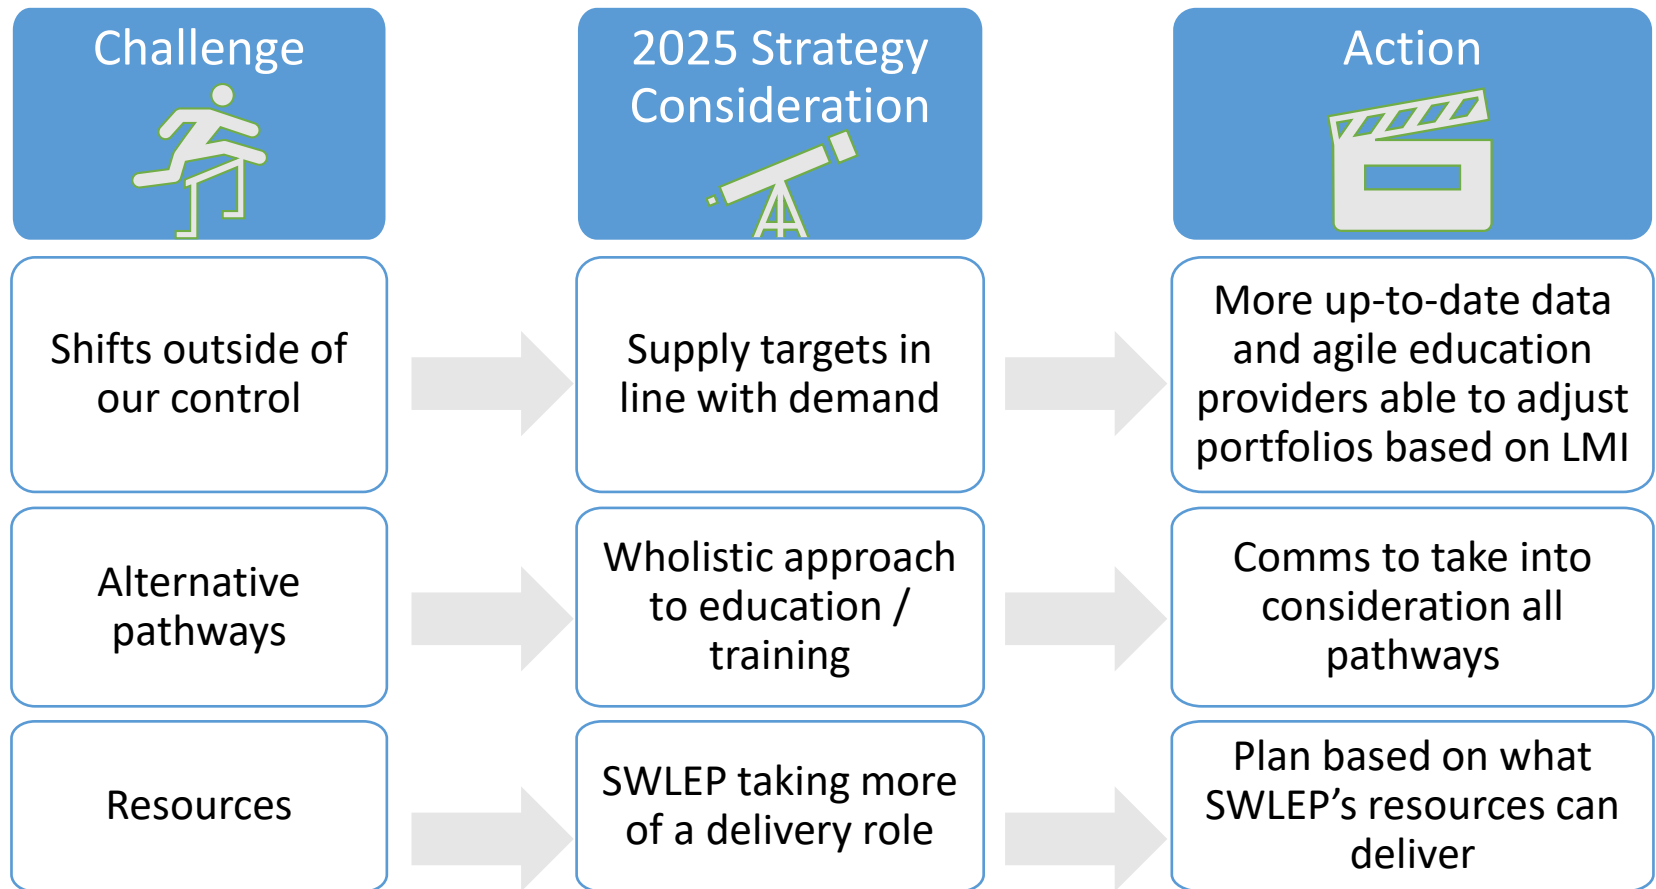 Challenge
2025 Strategy
Consideration
Action
Shifts outside of
our control
Supply targets in
line with demand
More up-to-date data
and agile education
providers able to adjust
portfolios based on LMI
Alternative
pathways
Wholistic approach
to education /
training
Comms to take into
consideration all
pathways
Resources
SWLEP taking more
of a delivery role
Plan based on what
SWLEP’s resources can
deliver